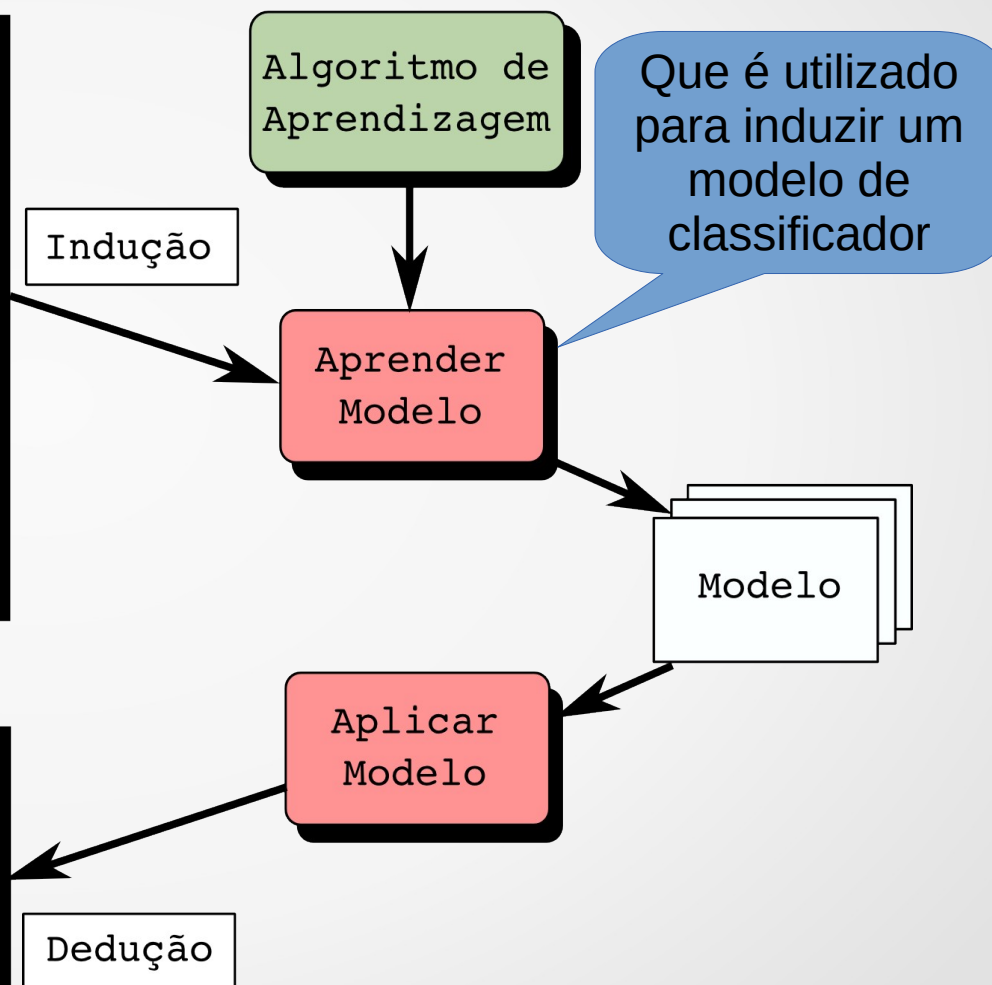 Algoritmo de
Aprendizagem
Que é utilizado
para induzir um
modelo de
classificador
Indução
Aprender
Modelo
Modelo
Aplicar
Modelo
Dedução